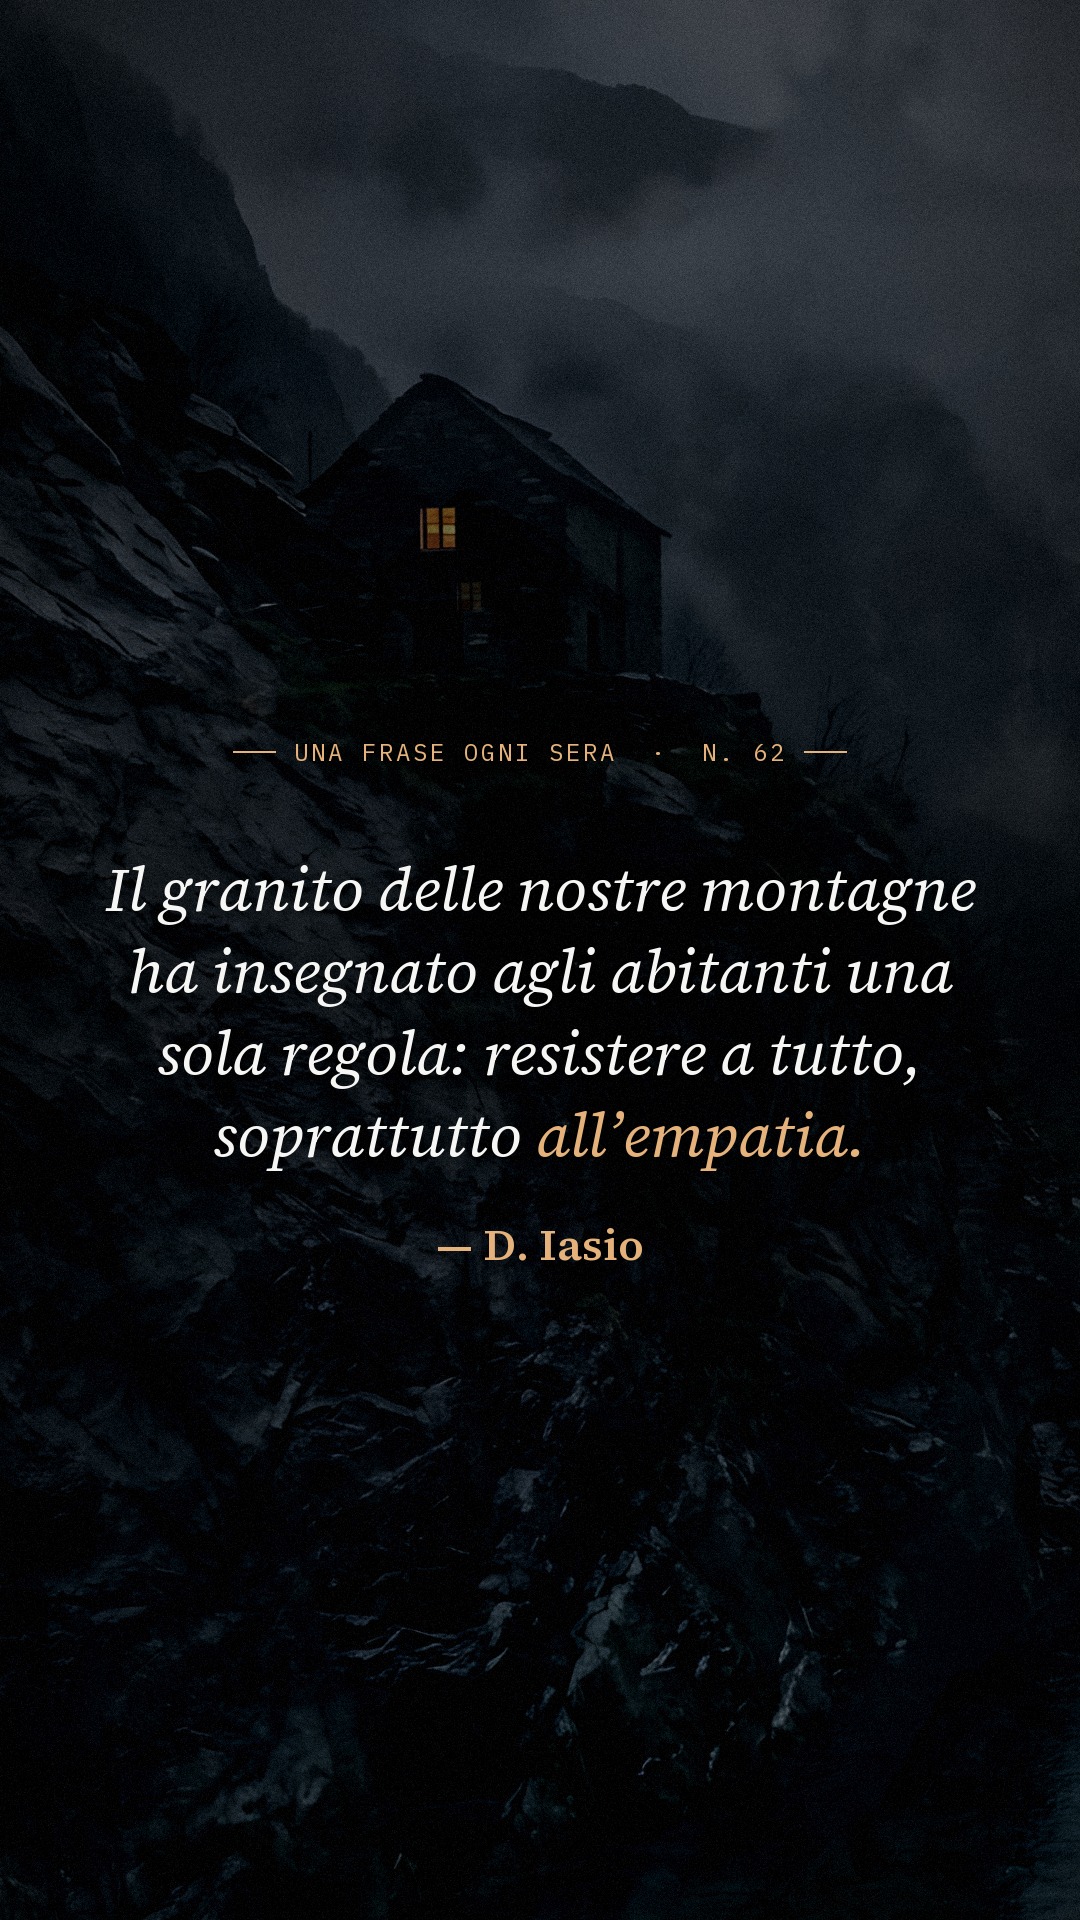 UNA FRASE OGNI SERA · N. 62
Il granito delle nostre montagne
ha insegnato agli abitanti una
sola regola: resistere a tutto,
soprattutto all’empatia.
— D. Iasio